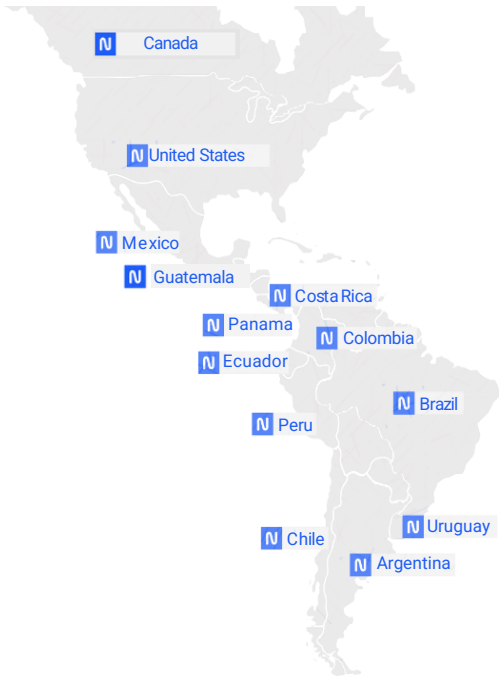 Canada
United States
Mexico
Guatemala
Costa Rica
Panama
Colombia
Ecuador
Brazil
Peru
Uruguay
Chile
Argentina